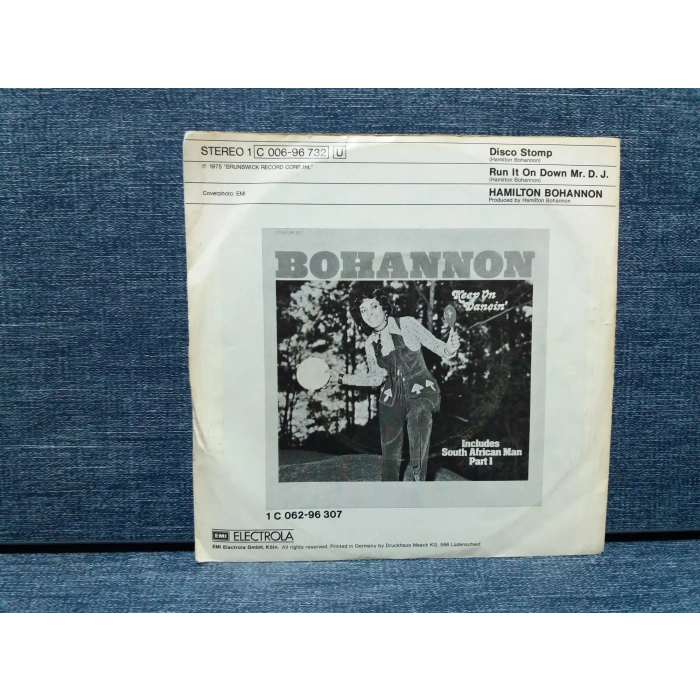 STEREO 1 C 006-96 732 U
℗ 1975 "BRUNSWICK RECORD CORP. Int."
Coverphoto: EMI
Disco Stomp
(Hamilton Bohannon)
Run It On Down Mr. D. J.
(Hamilton Bohannon)
HAMILTON BOHANNON
Produced by Hamilton Bohannon
BOHANNON
Keep On
Dancin'
Includes
South African Man
Part I
1 C 062-96 307
EMI ELECTROLA
EMI Electrola GmbH, Köln. All rights reserved. Printed in Germany by Druckhaus Maack KG, 588 Lüdenscheid